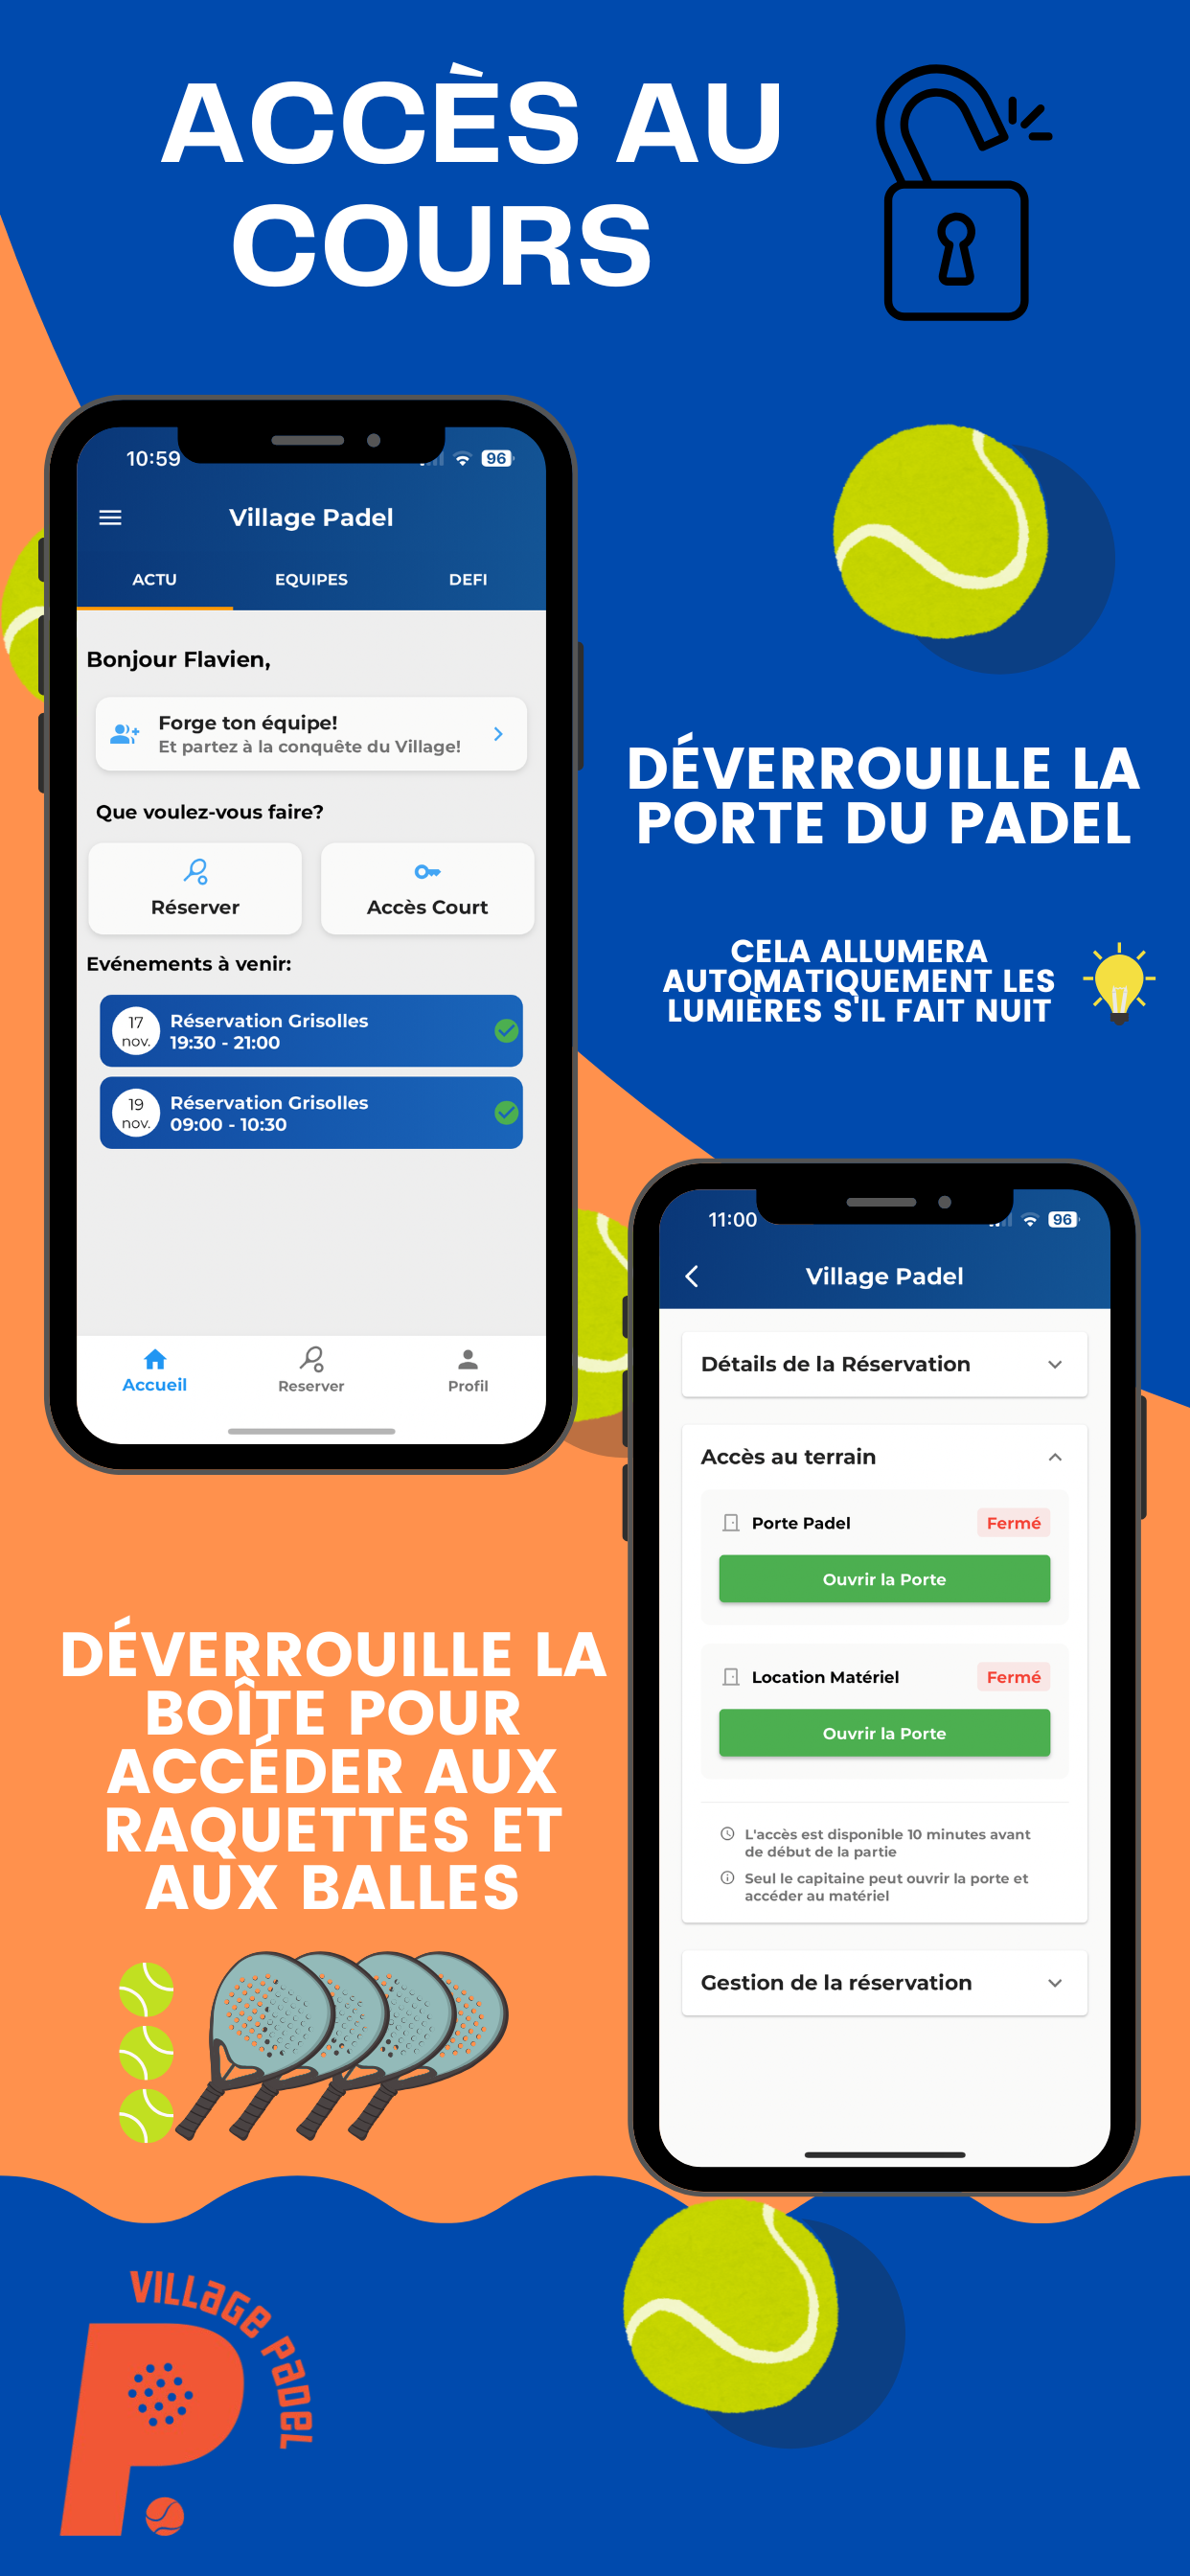 ACCÈS AU
COURS
10:59
96
Village Padel
ACTU
EQUIPES
DEFI
Bonjour Flavien,
Forge ton équipe!
Et partez à la conquête du Village!
Que voulez-vous faire?
Réserver
Accès Court
Evénements à venir:
17
nov.
Réservation Grisolles
19:30 - 21:00
19
nov.
Réservation Grisolles
09:00 - 10:30
Accueil
Reserver
Profil
DÉVERROUILLE LA
PORTE DU PADEL
CELA ALLUMERA
AUTOMATIQUEMENT LES
LUMIÈRES S'IL FAIT NUIT
11:00
96
Village Padel
Détails de la Réservation
Accès au terrain
Porte Padel
Fermé
Ouvrir la Porte
Location Matériel
Fermé
Ouvrir la Porte
L'accès est disponible 10 minutes avant
de début de la partie
Seul le capitaine peut ouvrir la porte et
accéder au matériel
Gestion de la réservation
DÉVERROUILLE LA
BOÎTE POUR
ACCÉDER AUX
RAQUETTES ET
AUX BALLES
VILLAGE PADEL
P.